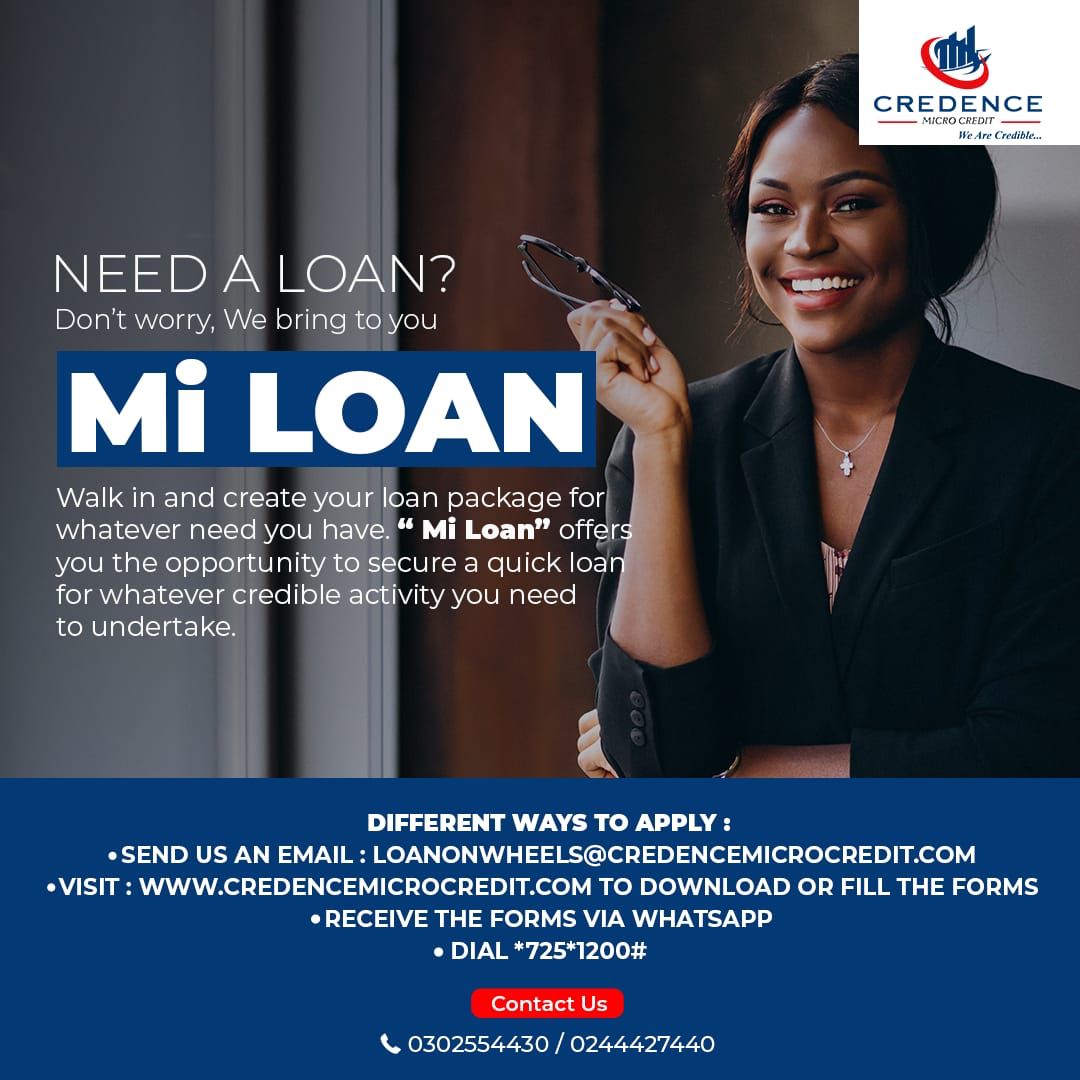 CREDENCE
MICRO CREDIT
We Are Credible...
NEED A LOAN?
Don't worry, We bring to you
Mi LOAN
Walk in and create your loan package for
whatever need you have. “ Mi Loan” offers
you the opportunity to secure a quick loan
for whatever credible activity you need
to undertake.
DIFFERENT WAYS TO APPLY :
•SEND US AN EMAIL : LOANONWHEELS@CREDENCEMICROCREDIT.COM
•VISIT : WWW.CREDENCEMICROCREDIT.COM TO DOWNLOAD OR FILL THE FORMS
•RECEIVE THE FORMS VIA WHATSAPP
• DIAL *725*1200#
Contact Us
0302554430 / 0244427440